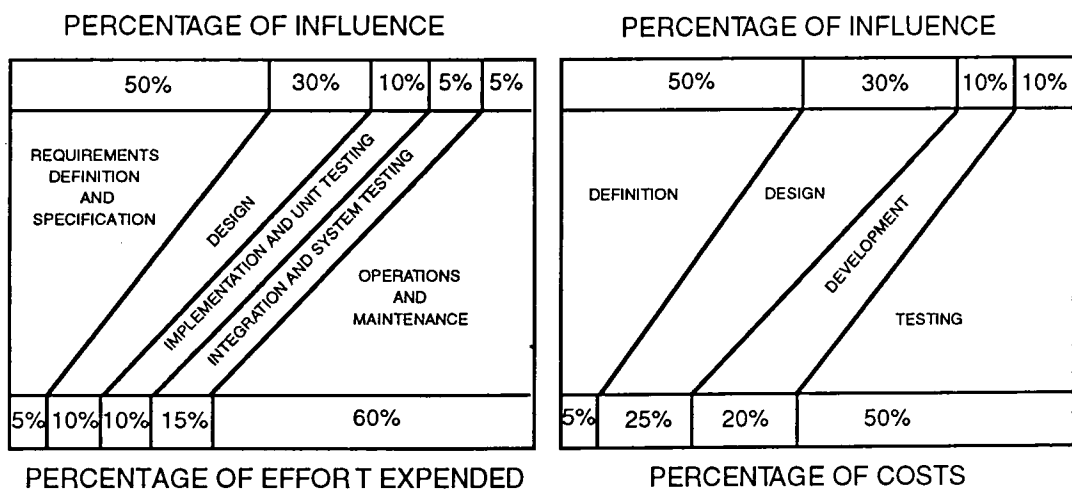 PERCENTAGE OF INFLUENCE
50% 30% 10% 5% 5%
REQUIREMENTS
DEFINITION
AND
SPECIFICATION
DESIGN
IMPLEMENTATION AND UNIT TESTING
INTEGRATION AND SYSTEM TESTING
OPERATIONS
AND
MAINTENANCE
5% 10% 10% 15% 60%
PERCENTAGE OF EFFORT EXPENDED
PERCENTAGE OF INFLUENCE
50% 30% 10% 10%
DEFINITION
DESIGN
DEVELOPMENT
TESTING
5% 25% 20% 50%
PERCENTAGE OF COSTS